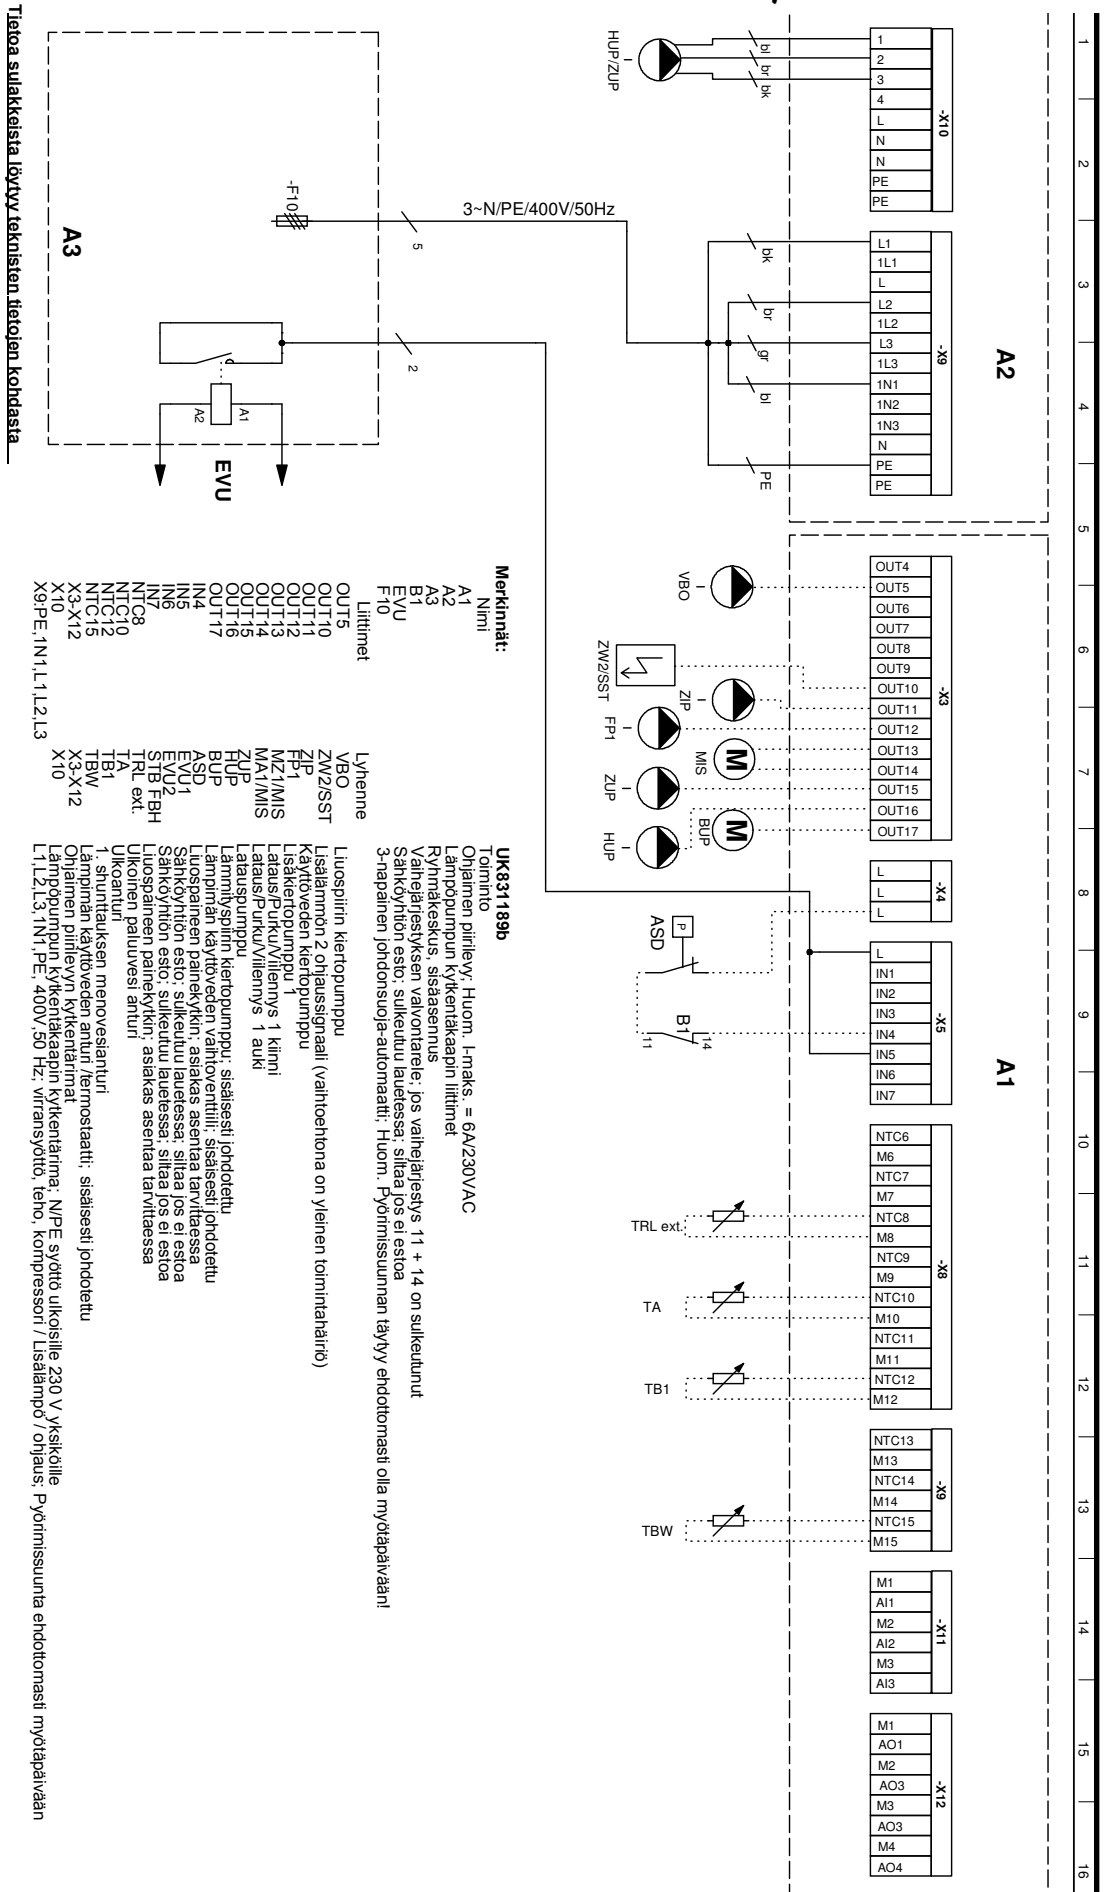 1
2
3
4
5
6
7
8
9
10
11
12
13
14
15
16
A2
A1
-X10
1
2
3
4
L
N
N
PE
PE
-X9
L1
1L1
L
L2
1L2
L3
1L3
1N1
1N2
1N3
N
PE
PE
-X3
OUT4
OUT5
OUT6
OUT7
OUT8
OUT9
OUT10
OUT11
OUT12
OUT13
OUT14
OUT15
OUT16
OUT17
-X4
L
L
L
-X5
L
IN1
IN2
IN3
IN4
IN5
IN6
IN7
-X8
NTC6
M6
NTC7
M7
NTC8
M8
NTC9
M9
NTC10
M10
NTC11
M11
NTC12
M12
-X9
NTC13
M13
NTC14
M14
NTC15
M15
-X11
M1
AI1
M2
AI2
M3
AI3
-X12
M1
AO1
M2
AO3
M3
AO3
M4
AO4
bl
br
bk
HUP/ZUP
bk
br
gr
bl
PE
3~N/PE/400V/50Hz
5
2
-F10
A3
A1
A2
EVU
VBO
ZW2/SST
ZIP
FP1
MIS
M
ZUP
BUP
M
HUP
ASD
P
B1
11
14
TRL ext.
TA
TB1
TBW
Merkinnät:
UK831189b
Nimi
Toiminto
A1 Ohjaimen piirilevy; Huom. I-maks. = 6A/230VAC
A2 Lämpöpumpun kytkentäkaapin liittimet
A3 Ryhmäkeskus, sisäasennus
B1 Vaihejärjestyksen valvontarele; jos vaihejärjestys 11 + 14 on sulkeutunut
EVU Sähköyhtiön esto; sulkeutuu lauetessa; siltaa jos ei estoa
F10 3-napainen johdonsuoja-automaatti; Huom. Pyörimissuunnan täytyy ehdottomasti olla myötäpäivään!
Liittimet Lyhenne
OUT5 VBO Liuospiirin kiertopumppu
OUT10 ZW2/SST Lisälämmön 2 ohjaussignaali (vaihtoehtona on yleinen toimintahäiriö)
OUT11 ZIP Käyttöveden kiertopumppu
OUT12 FP1 Lisäkiertopumppu 1
OUT13 MZ1/MIS Lataus/Purku/Viilennys 1 kiinni
OUT14 MA1/MIS Lataus/Purku/Viilennys 1 auki
OUT15 ZUP Latauspumppu
OUT16 HUP Lämmityspiirin kiertopumppu; sisäisesti johdotettu
OUT17 BUP Lämpimän käyttöveden vaihtoventtiili; sisäisesti johdotettu
IN4 ASD Liuospaineen painekytkin; asiakas asentaa tarvittaessa
IN5 EVU1 Sähköyhtiön esto; sulkeutuu lauetessa; siltaa jos ei estoa
IN6 EVU2 Sähköyhtiön esto; sulkeutuu lauetessa; siltaa jos ei estoa
IN7 STB FBH Liuospaineen painekytkin; asiakas asentaa tarvittaessa
NTC8 TRL ext. Ulkoinen paluuvesi anturi
NTC10 TA Ulkoanturi
NTC12 TB1 1. shunttauksen menovesianturi
NTC15 TBW Lämpimän käyttöveden anturi /termostaatti; sisäisesti johdotettu
X3-X12 X3-X12 Ohjaimen piirilevyn kytkentärimat
X10 X10 Lämpöpumpun kytkentäkaapin kytkentärima; N/PE syöttö ulkoisille 230 V yksiköille
X9:PE,1N1,L1,L2,L3 L1,L2,L3,1N1,PE, 400V,50 Hz; virransyöttö, teho, kompressori / Lisälämpö / ohjaus; Pyörimissuunta ehdottomasti myötäpäivään
Tietoa sulakkeista löytyy teknisten tietojen kohdasta